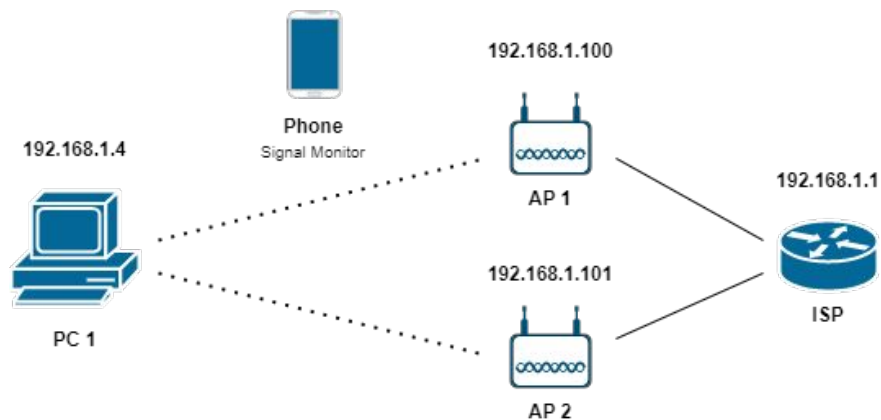 192.168.1.100
Phone
Signal Monitor
192.168.1.4
AP 1
192.168.1.1
192.168.1.101
PC 1
ISP
AP 2